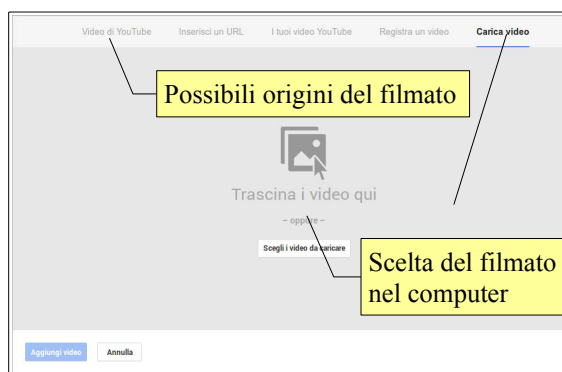 Video di YouTube Inserisci un URL I tuoi video YouTube Registra un video Carica video
Possibili origini del filmato
Trascina i video qui
– oppure –
Scegli i video da caricare
Scelta del filmato
nel computer
Aggiungi video Annulla